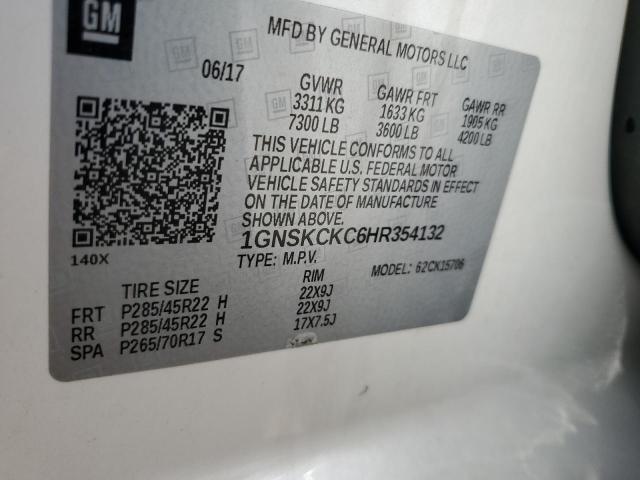 GM
MFD BY GENERAL MOTORS LLC
06/17
GVWR GAWR FRT GAWR RR
3311 KG 1633 KG 1905 KG
7300 LB 3600 LB 4200 LB
THIS VEHICLE CONFORMS TO ALL
APPLICABLE U.S. FEDERAL MOTOR
VEHICLE SAFETY STANDARDS IN EFFECT
ON THE DATE OF MANUFACTURE
SHOWN ABOVE.
1GNSKCKC6HR354132
140X
TYPE: M.P.V. MODEL: 62CK15706
TIRE SIZE RIM
FRT P285/45R22 H 22X9J
RR P285/45R22 H 22X9J
SPA P265/70R17 S 17X7.5J